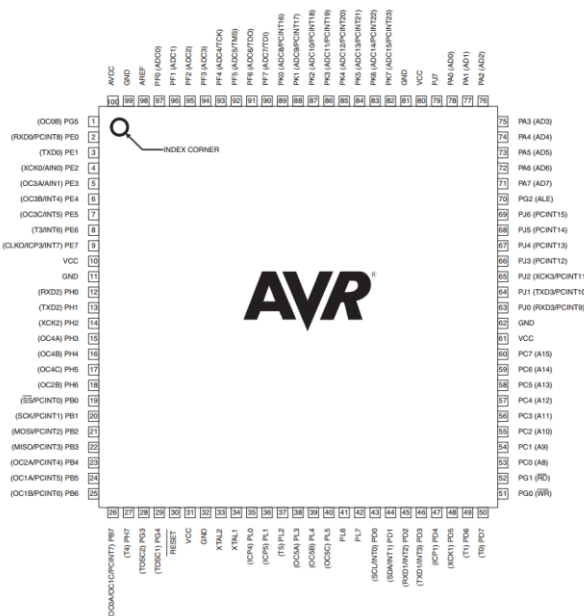 AVCC
GND
AREF
PF0 (ADC0)
PF1 (ADC1)
PF2 (ADC2)
PF3 (ADC3)
PF4 (ADC4/TCK)
PF5 (ADC5/TMS)
PF6 (ADC6/TDO)
PF7 (ADC7/TDI)
PK0 (ADC8/PCINT16)
PK1 (ADC9/PCINT17)
PK2 (ADC10/PCINT18)
PK3 (ADC11/PCINT19)
PK4 (ADC12/PCINT20)
PK5 (ADC13/PCINT21)
PK6 (ADC14/PCINT22)
PK7 (ADC15/PCINT23)
GND
VCC
PJ7
PA0 (AD0)
PA1 (AD1)
PA2 (AD2)
100 99 98 97 96 95 94 93 92 91 90 89 88 87 86 85 84 83 82 81 80 79 78 77 76
(OC0B) PG5 1
(RXD0/PCINT8) PE0 2
(TXD0) PE1 3
(XCK0/AIN0) PE2 4
(OC3A/AIN1) PE3 5
(OC3B/INT4) PE4 6
(OC3C/INT5) PE5 7
(T3/INT6) PE6 8
(CLKO/ICP3/INT7) PE7 9
VCC 10
GND 11
(RXD2) PH0 12
(TXD2) PH1 13
(XCK2) PH2 14
(OC4A) PH3 15
(OC4B) PH4 16
(OC4C) PH5 17
(OC2B) PH6 18
(SS/PCINT0) PB0 19
(SCK/PCINT1) PB1 20
(MOSI/PCINT2) PB2 21
(MISO/PCINT3) PB3 22
(OC2A/PCINT4) PB4 23
(OC1A/PCINT5) PB5 24
(OC1B/PCINT6) PB6 25
INDEX CORNER
AVR®
75 PA3 (AD3)
74 PA4 (AD4)
73 PA5 (AD5)
72 PA6 (AD6)
71 PA7 (AD7)
70 PG2 (ALE)
69 PJ6 (PCINT15)
68 PJ5 (PCINT14)
67 PJ4 (PCINT13)
66 PJ3 (PCINT12)
65 PJ2 (XCK3/PCINT11
64 PJ1 (TXD3/PCINT10
63 PJ0 (RXD3/PCINT9)
62 GND
61 VCC
60 PC7 (A15)
59 PC6 (A14)
58 PC5 (A13)
57 PC4 (A12)
56 PC3 (A11)
55 PC2 (A10)
54 PC1 (A9)
53 PC0 (A8)
52 PG1 (RD)
51 PG0 (WR)
26 27 28 29 30 31 32 33 34 35 36 37 38 39 40 41 42 43 44 45 46 47 48 49 50
OC0A/OC1C/PCINT7) PB7
(T4) PH7
(TOSC2) PG3
(TOSC1) PG4
RESET
VCC
GND
XTAL2
XTAL1
(ICP4) PL0
(ICP5) PL1
(T5) PL2
(OC5A) PL3
(OC5B) PL4
(OC5C) PL5
PL6
PL7
(SCL/INT0) PD0
(SDA/INT1) PD1
(RXD1/INT2) PD2
(TXD1/INT3) PD3
(ICP1) PD4
(XCK1) PD5
(T1) PD6
(T0) PD7